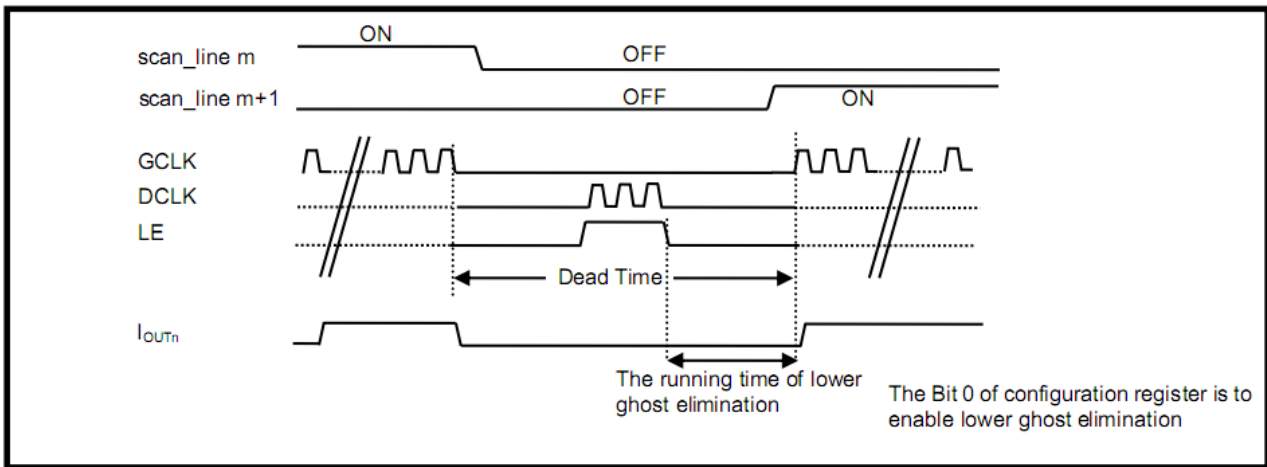 ON
scan_line m
OFF
scan_line m+1
OFF
ON
GCLK
DCLK
LE
Dead Time
IOUTn
The running time of lower
ghost elimination
The Bit 0 of configuration register is to
enable lower ghost elimination